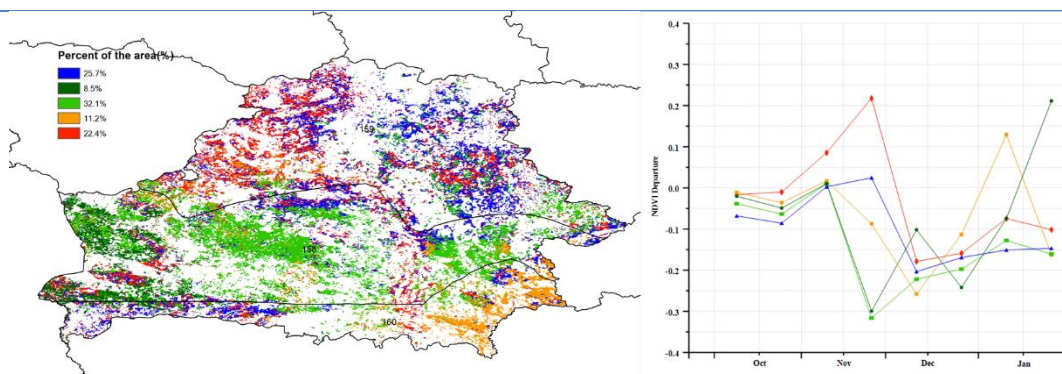 Percent of the area(%)
25.7%
8.5%
32.1%
11.2%
22.4%
159
158
160
NDVI Departure
0.4
0.3
0.2
0.1
0.0
-0.1
-0.2
-0.3
-0.4
Oct
Nov
Dec
Jan